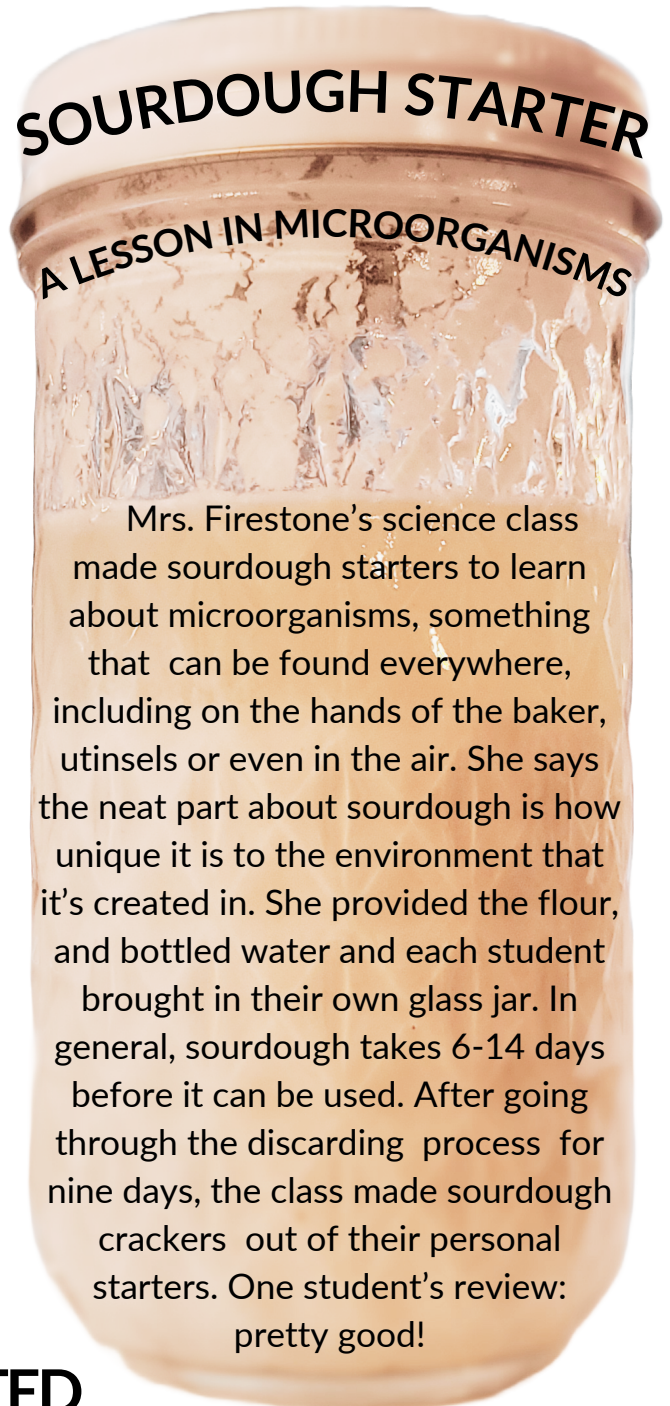 SOURDOUGH STARTER
A LESSON IN MICROORGANISMS
Mrs. Firestone’s science class
made sourdough starters to learn
about microorganisms, something
that can be found everywhere,
including on the hands of the baker,
utinsels or even in the air. She says
the neat part about sourdough is how
unique it is to the environment that
it’s created in. She provided the flour,
and bottled water and each student
brought in their own glass jar. In
general, sourdough takes 6-14 days
before it can be used. After going
through the discarding process for
nine days, the class made sourdough
crackers out of their personal
starters. One student’s review:
pretty good!